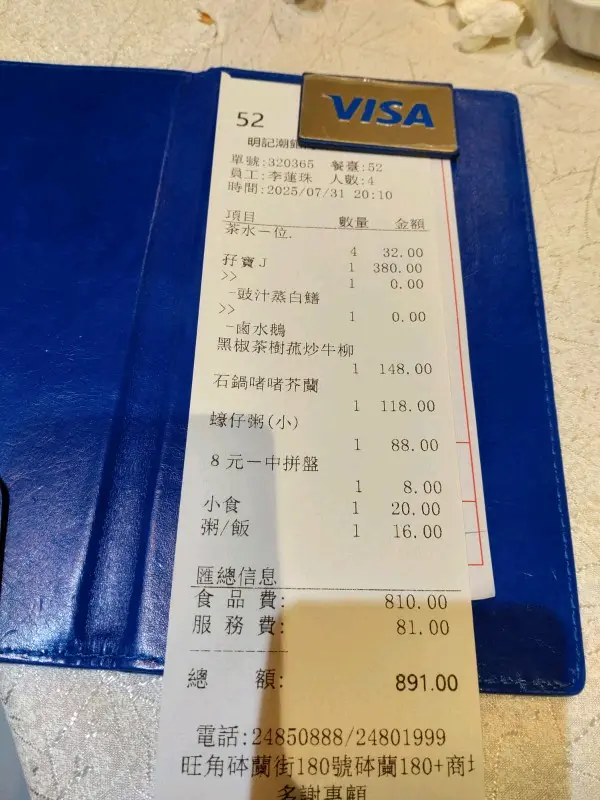 VISA
52
明記潮
單號:320365 餐臺:52
員工:李蓮珠 人數:4
時間:2025/07/31 20:10
項目 數量 金額
茶水－位.
4 32.00
孖寶J 1 380.00
>> 1 0.00
-豉汁蒸白鱔
>> 1 0.00
-鹵水鵝
黑椒茶樹菰炒牛柳
1 148.00
石鍋啫啫芥蘭
1 118.00
蠔仔粥(小)
1 88.00
8元－中拼盤
1 8.00
小食 1 20.00
粥/飯 1 16.00
匯總信息
食品費: 810.00
服務費: 81.00
總額: 891.00
電話:24850888/24801999
旺角砵蘭街180號砵蘭180+商
多謝惠顧